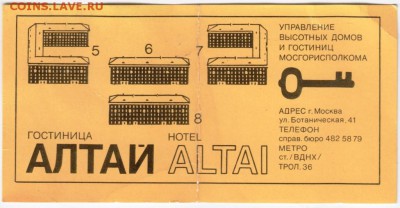 COINS.LAVE.RU
5 6 7
8
ГОСТИНИЦА HOTEL
АЛТАЙ ALTAI
УПРАВЛЕНИЕ
ВЫСОТНЫХ ДОМОВ
И ГОСТИНИЦ
МОСГОРИСПОЛКОМА
АДРЕС г. Москва
ул. Ботаническая, 41
ТЕЛЕФОН
справ. бюро 482 58 79
МЕТРО
ст. /ВДНХ/
ТРОЛ. 36